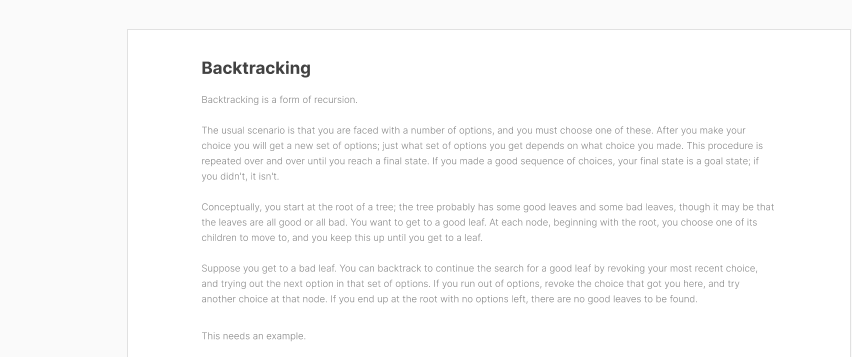 Backtracking
Backtracking is a form of recursion.
The usual scenario is that you are faced with a number of options, and you must choose one of these. After you make your
choice you will get a new set of options; just what set of options you get depends on what choice you made. This procedure is
repeated over and over until you reach a final state. If you made a good sequence of choices, your final state is a goal state; if
you didn't, it isn't.
Conceptually, you start at the root of a tree; the tree probably has some good leaves and some bad leaves, though it may be that
the leaves are all good or all bad. You want to get to a good leaf. At each node, beginning with the root, you choose one of its
children to move to, and you keep this up until you get to a leaf.
Suppose you get to a bad leaf. You can backtrack to continue the search for a good leaf by revoking your most recent choice,
and trying out the next option in that set of options. If you run out of options, revoke the choice that got you here, and try
another choice at that node. If you end up at the root with no options left, there are no good leaves to be found.
This needs an example.